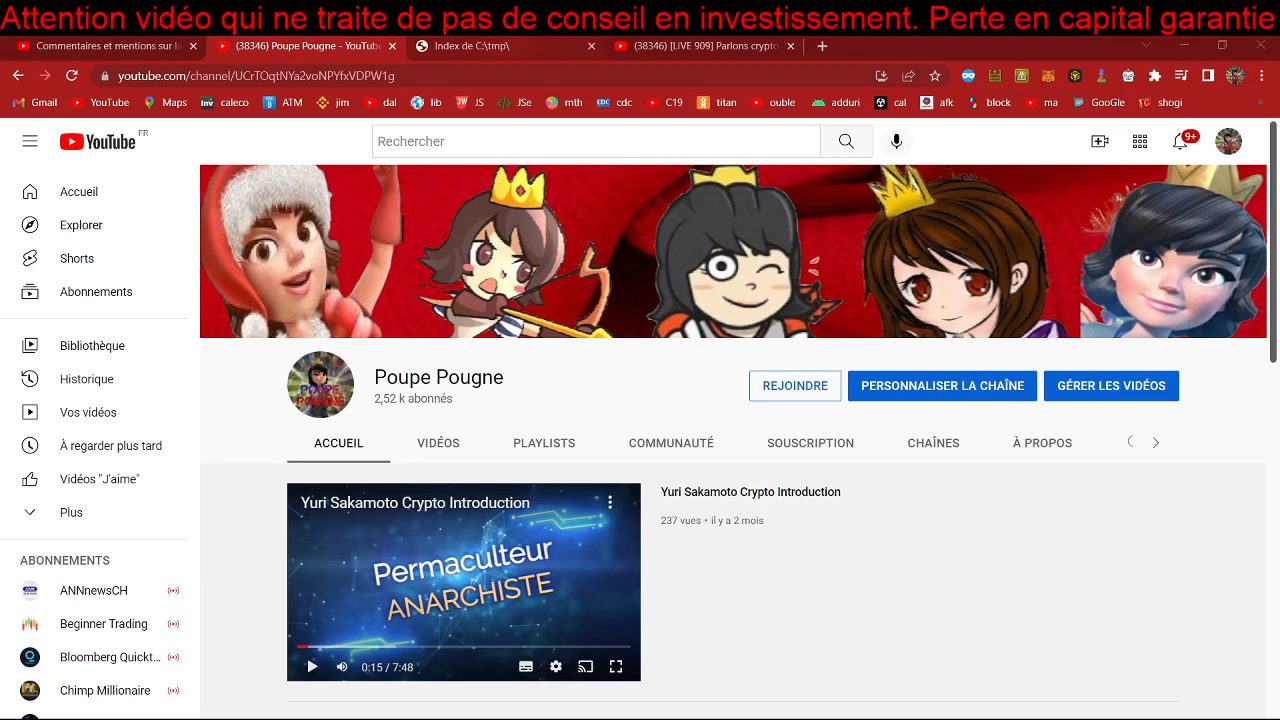 Attention vidéo qui ne traite de pas de conseil en investissement. Perte en capital garantie
Commentaires et mentions sur la
(38346) Poupe Pougne - YouTube
Index de C:\tmp\
(38346) [LIVE 909] Parlons crypto
youtube.com/channel/UCrTOqtNYa2voNPYfxVDPW1g
Gmail YouTube Maps caleco ATM jim dal lib JS JSe mth cdc C19 titan ouble adduri cal afk block ma GooGle shogi
YouTube FR
Rechercher
9+
Accueil
Explorer
Shorts
Abonnements
Bibliothèque
Historique
Vos vidéos
À regarder plus tard
Vidéos "J'aime"
Plus
ABONNEMENTS
ANNnewsCH
Beginner Trading
Bloomberg Quickt...
Chimp Millionaire
POUPE
POUGNE
Poupe Pougne
2,52 k abonnés
REJOINDRE
PERSONNALISER LA CHAÎNE
GÉRER LES VIDÉOS
ACCUEIL VIDÉOS PLAYLISTS COMMUNAUTÉ SOUSCRIPTION CHAÎNES À PROPOS
Yuri Sakamoto Crypto Introduction
Permaculteur
ANARCHISTE
0:15 / 7:48
Yuri Sakamoto Crypto Introduction
237 vues • il y a 2 mois